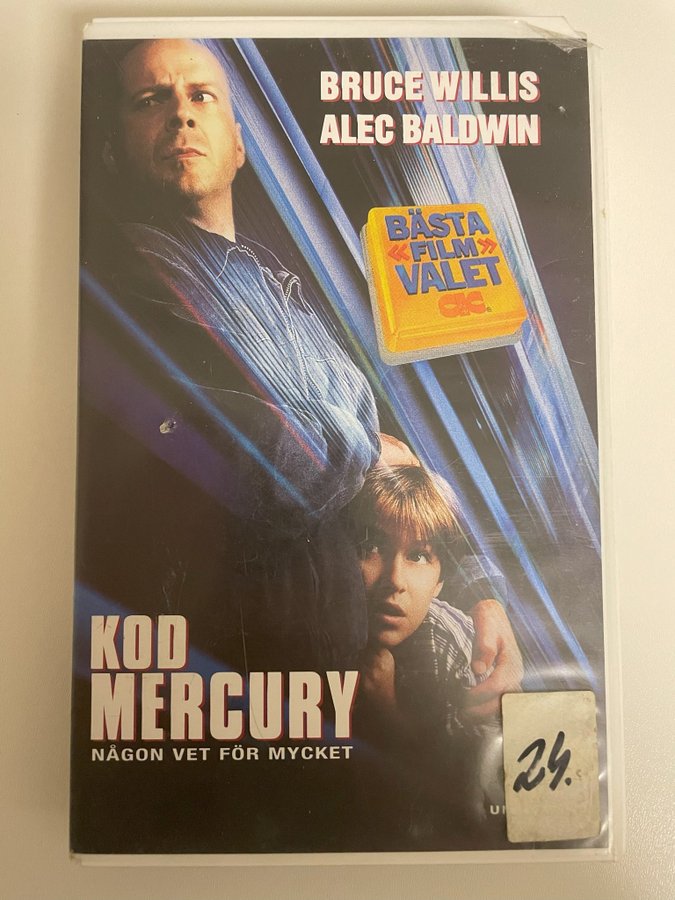 BRUCE WILLIS
ALEC BALDWIN
BÄSTA
«FILM»
VALET
CIC
KOD
MERCURY
NÅGON VET FÖR MYCKET
24.